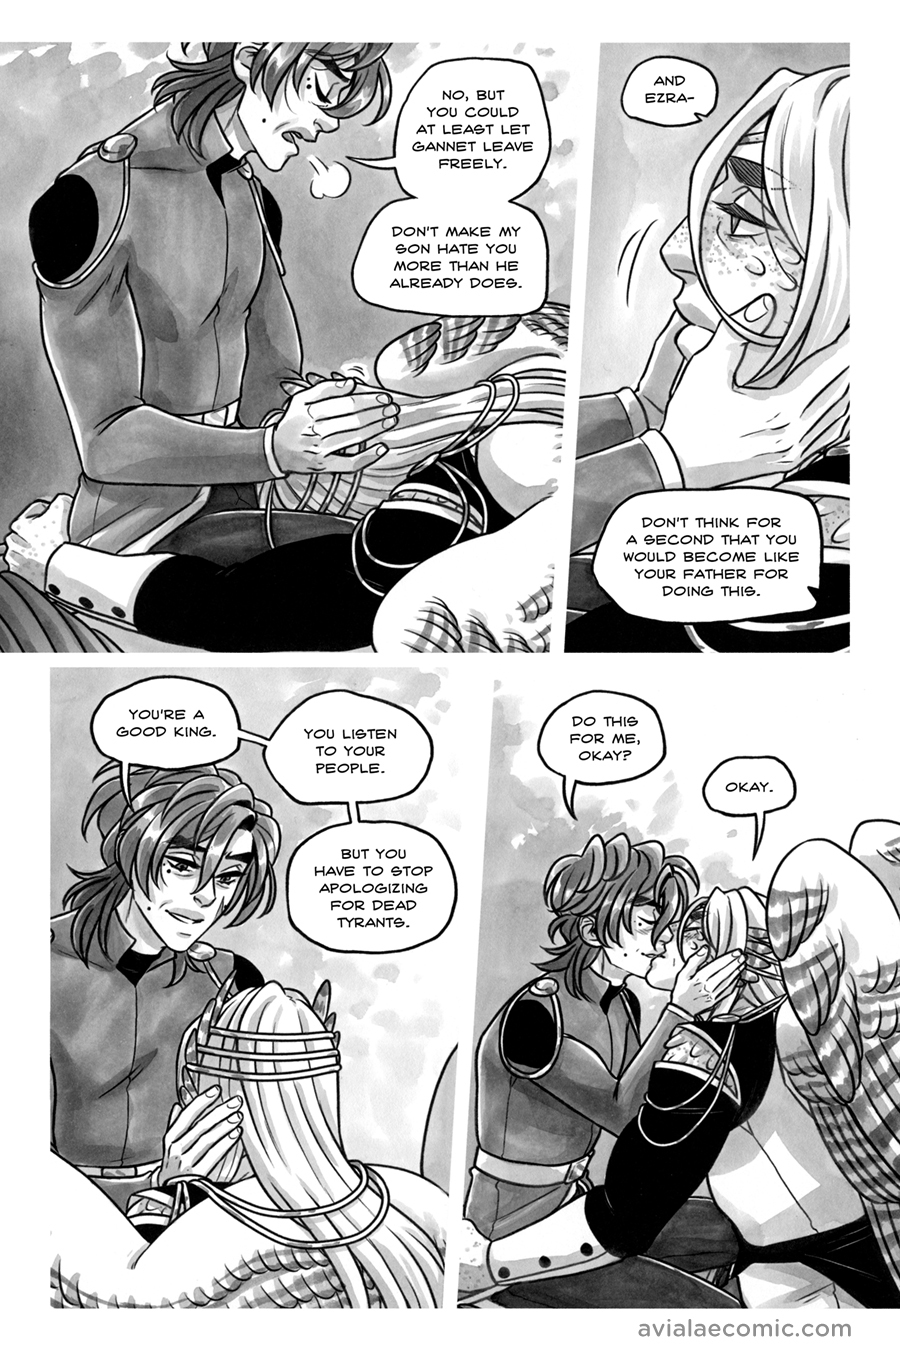 NO, BUT
YOU COULD
AT LEAST LET
GANNET LEAVE
FREELY.
DON'T MAKE MY
SON HATE YOU
MORE THAN HE
ALREADY DOES.
AND
EZRA-
DON'T THINK FOR
A SECOND THAT YOU
WOULD BECOME LIKE
YOUR FATHER FOR
DOING THIS.
YOU'RE A
GOOD KING.
YOU LISTEN
TO YOUR
PEOPLE.
BUT YOU
HAVE TO STOP
APOLOGIZING
FOR DEAD
TYRANTS.
DO THIS
FOR ME,
OKAY?
OKAY.
avialaecomic.com